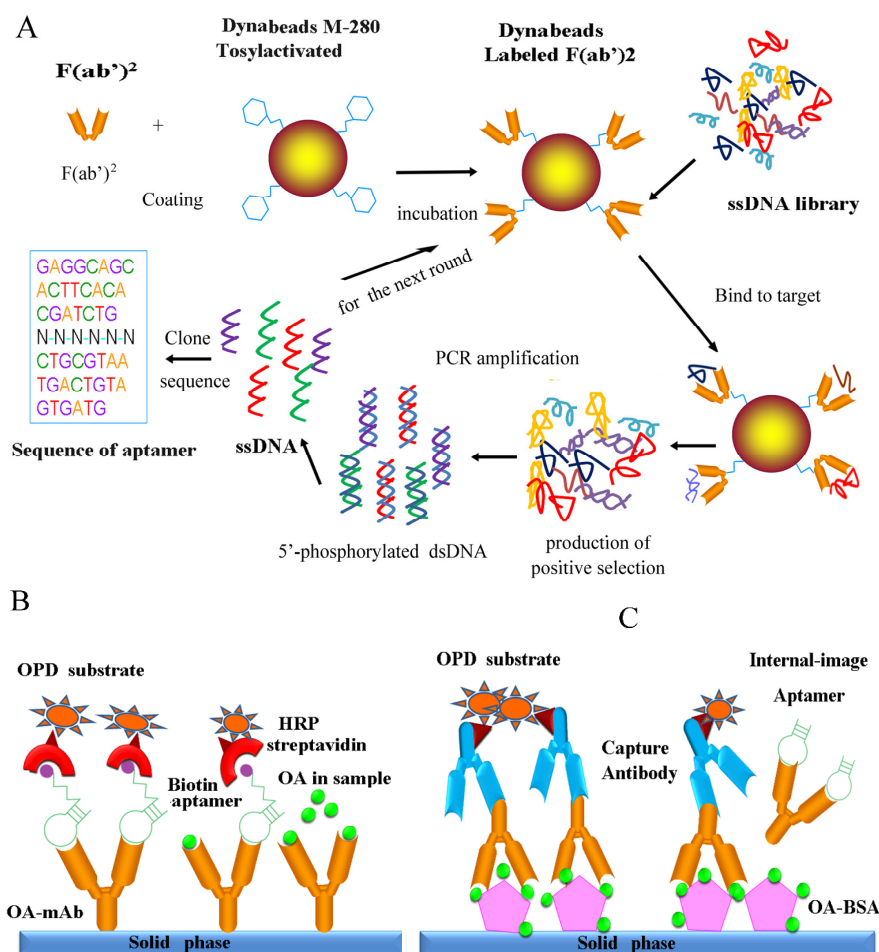 A
Dynabeads M-280
Tosylactivated
Dynabeads
Labeled F(ab')2
F(ab')²
+
F(ab')²
Coating
incubation
ssDNA library
for the next round
Bind to target
GAGGCAGC
ACTTCACA
CGATCTG
N-N-N-N-N-N
CTGCGTAA
TGACTGTA
GTGATG
Clone
sequence
Sequence of aptamer
ssDNA
PCR amplification
5'-phosphorylated dsDNA
production of
positive selection
B
OPD substrate
HRP
streptavidin
Biotin
aptamer
OA in sample
OA-mAb
Solid phase
C
OPD substrate
Internal-image
Aptamer
Capture
Antibody
OA-BSA
Solid phase